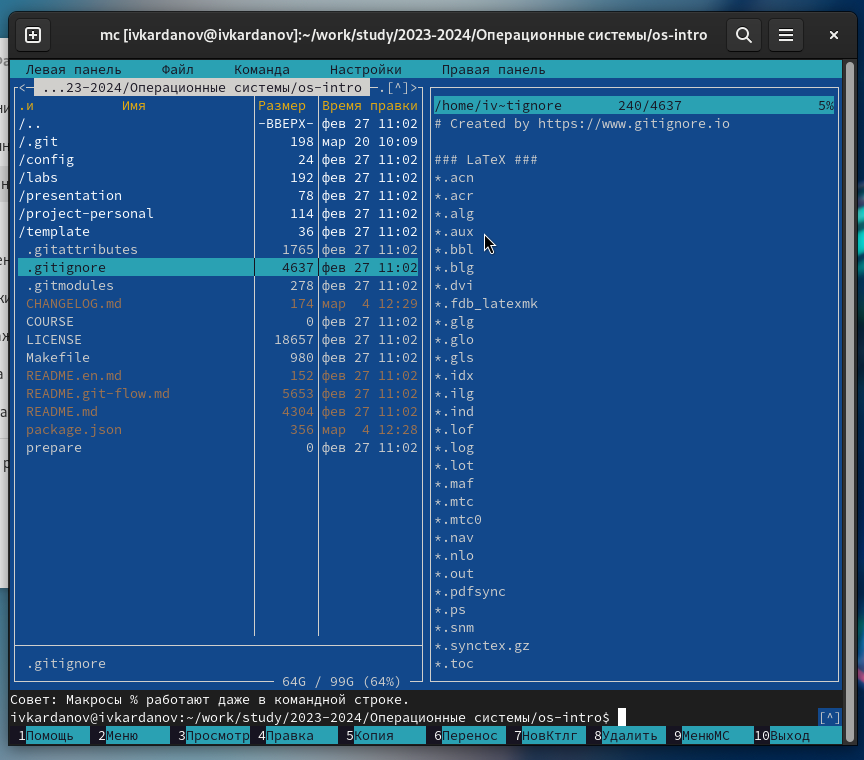 mc [ivkardanov@ivkardanov]:~/work/study/2023-2024/Операционные системы/os-intro
Левая панель Файл Команда Настройки Правая панель
<─ ...23-2024/Операционные системы/os-intro ─.[^]>
.и Имя Размер Время правки
/.. -ВВЕРХ- фев 27 11:02
/.git 198 мар 20 10:09
/config 24 фев 27 11:02
/labs 192 фев 27 11:02
/presentation 78 фев 27 11:02
/project-personal 114 фев 27 11:02
/template 36 фев 27 11:02
.gitattributes 1765 фев 27 11:02
.gitignore 4637 фев 27 11:02
.gitmodules 278 фев 27 11:02
CHANGELOG.md 174 мар 4 12:29
COURSE 0 фев 27 11:02
LICENSE 18657 фев 27 11:02
Makefile 980 фев 27 11:02
README.en.md 152 фев 27 11:02
README.git-flow.md 5653 фев 27 11:02
README.md 4304 фев 27 11:02
package.json 356 мар 4 12:28
prepare 0 фев 27 11:02
.gitignore
64G / 99G (64%)
/home/iv~tignore 240/4637 5%
# Created by https://www.gitignore.io
### LaTeX ###
*.acn
*.acr
*.alg
*.aux
*.bbl
*.blg
*.dvi
*.fdb_latexmk
*.glg
*.glo
*.gls
*.idx
*.ilg
*.ind
*.lof
*.log
*.lot
*.maf
*.mtc
*.mtc0
*.nav
*.nlo
*.out
*.pdfsync
*.ps
*.snm
*.synctex.gz
*.toc
Совет: Макросы % работают даже в командной строке.
ivkardanov@ivkardanov:~/work/study/2023-2024/Операционные системы/os-intro$ [^]
1Помощь 2Меню 3Просмотр 4Правка 5Копия 6Перенос 7НовКтлг 8Удалить 9МенюMC 10Выход